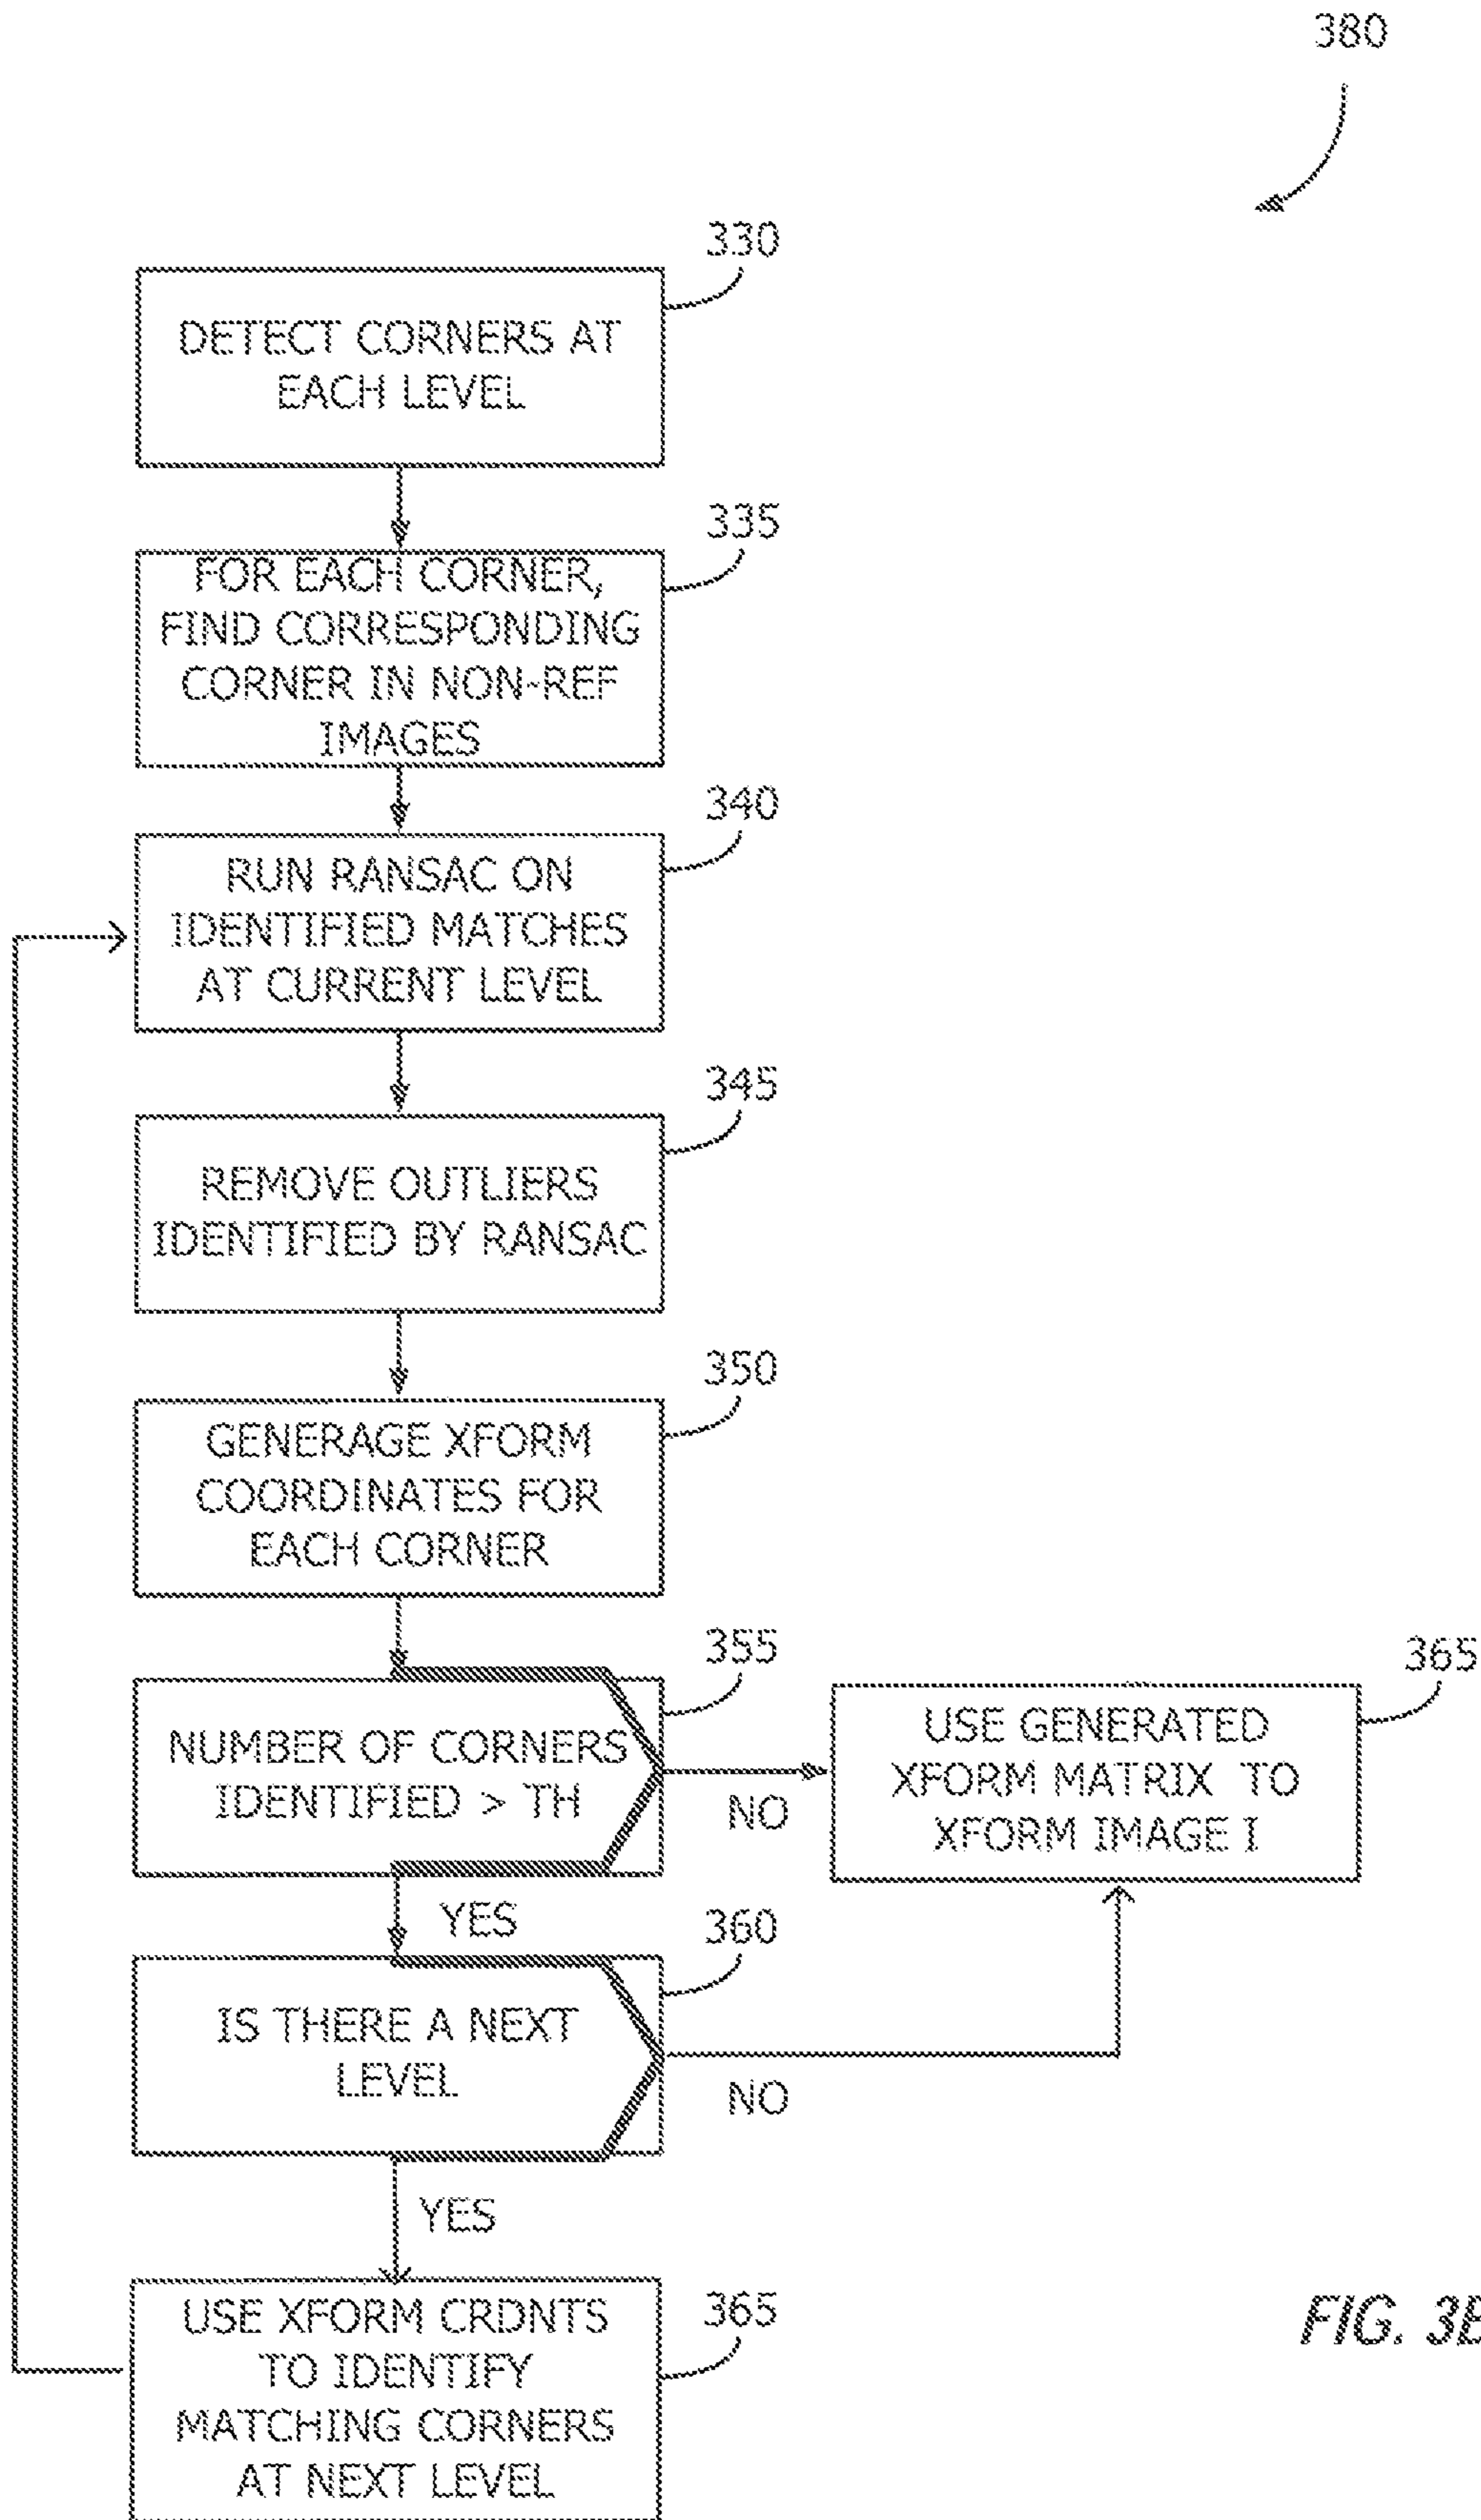 380
330
DETECT CORNERS AT
EACH LEVEL
335
FOR EACH CORNER,
FIND CORRESPONDING
CORNER IN NON-REF
IMAGES
340
RUN RANSAC ON
IDENTIFIED MATCHES
AT CURRENT LEVEL
345
REMOVE OUTLIERS
IDENTIFIED BY RANSAC
350
GENERAGE XFORM
COORDINATES FOR
EACH CORNER
355
NUMBER OF CORNERS
IDENTIFIED > TH
NO
365
USE GENERATED
XFORM MATRIX TO
XFORM IMAGE I
YES
360
IS THERE A NEXT
LEVEL
NO
YES
365
USE XFORM CRDNTS
TO IDENTIFY
MATCHING CORNERS
AT NEXT LEVEL
FIG. 3B